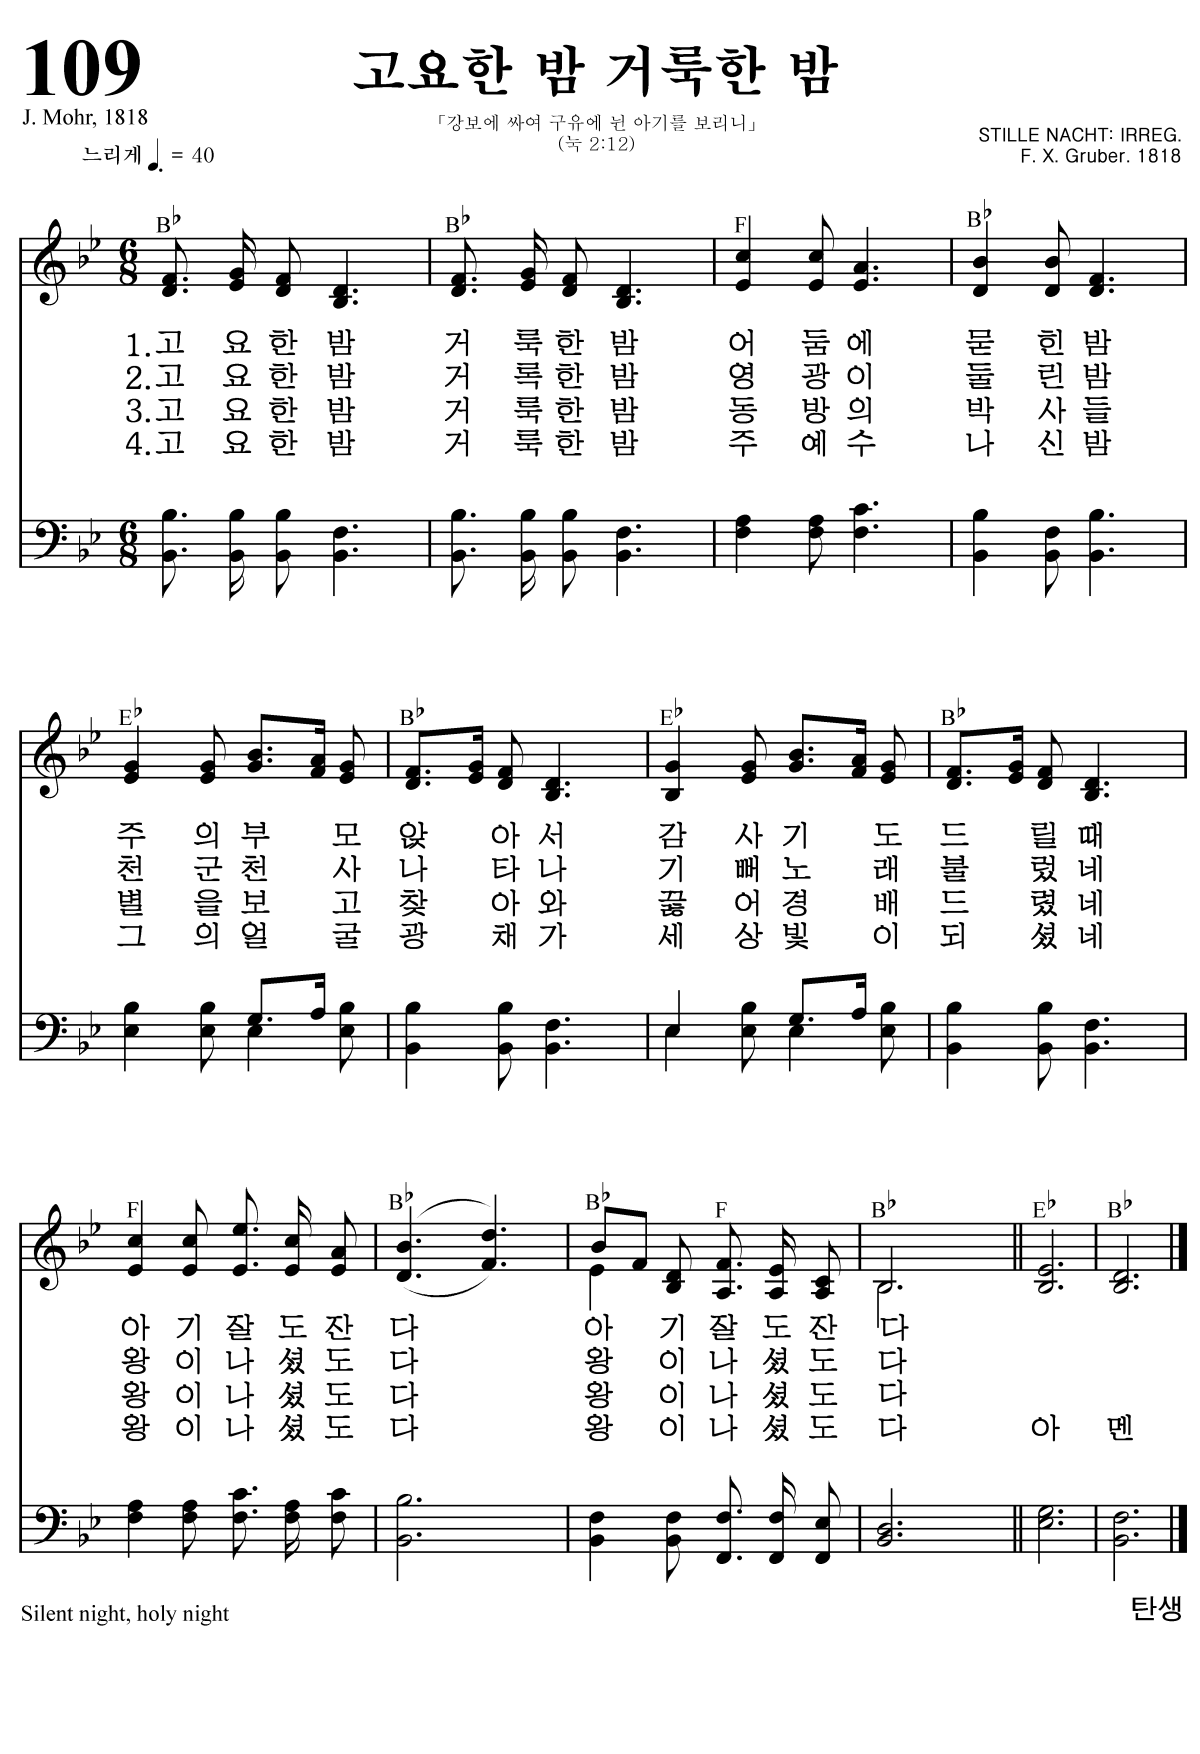 109
고요한 밤 거룩한 밤
J. Mohr, 1818
「강보에 싸여 구유에 뉜 아기를 보리니」
(눅 2:12)
STILLE NACHT: IRREG.
F. X. Gruber. 1818
느리게 ♩. = 40
B♭ B♭ F B♭
6/8
1.고 요 한 밤 거 룩 한 밤 어 둠 에 묻 힌 밤
2.고 요 한 밤 거 룩 한 밤 영 광 이 둘 린 밤
3.고 요 한 밤 거 룩 한 밤 동 방 의 박 사 들
4.고 요 한 밤 거 룩 한 밤 주 예 수 나 신 밤
6/8
E♭ B♭ E♭ B♭
주 의 부 모 앉 아 서 감 사 기 도 드 릴 때
천 군 천 사 나 타 나 기 뻐 노 래 불 렀 네
별 을 보 고 찾 아 와 꿇 어 경 배 드 렸 네
그 의 얼 굴 광 채 가 세 상 빛 이 되 셨 네
F B♭ B♭ F B♭ E♭ B♭
아 기 잘 도 잔 다 아 기 잘 도 잔 다
왕 이 나 셨 도 다 왕 이 나 셨 도 다
왕 이 나 셨 도 다 왕 이 나 셨 도 다
왕 이 나 셨 도 다 왕 이 나 셨 도 다 아 멘
Silent night, holy night
탄생